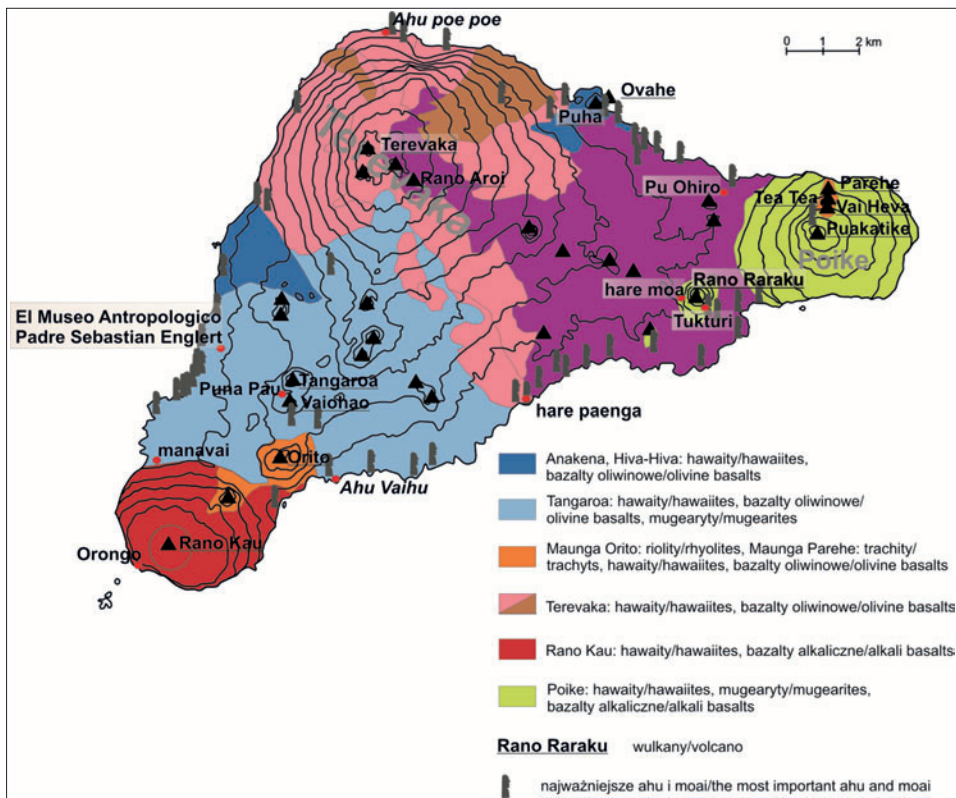 Ahu poe poe
0 1 2 km
Ovahe
Puha
Terevaka
Terevaka
Rano Aroi
Pu Ohiro
Parehe
Tea Tea
Vai Heva
Puakatike
Poike
Rano Raraku
hare moa
Tukturi
El Museo Antropologico
Padre Sebastian Englert
Tangaroa
Puna Pau
Vaiohao
hare paenga
manavai
Orito
Ahu Vaihu
Rano Kau
Orongo
Anakena, Hiva-Hiva: hawaity/hawaiites,
bazalty oliwinowe/olivine basalts
Tangaroa: hawaity/hawaiites, bazalty oliwinowe/
olivine basalts, mugearyty/mugearites
Maunga Orito: riolity/rhyolites, Maunga Parehe: trachity/
trachyts, hawaity/hawaiites, bazalty oliwinowe/olivine basalts
Terevaka: hawaity/hawaiites, bazalty oliwinowe/olivine basalts
Rano Kau: hawaity/hawaiites, bazalty alkaliczne/alkali basalts
Poike: hawaity/hawaiites, mugearyty/mugearites,
bazalty alkaliczne/alkali basalts
Rano Raraku wulkany/volcano
najważniejsze ahu i moai/the most important ahu and moai